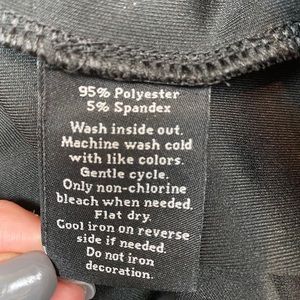 95% Polyester
5% Spandex
Wash inside out.
Machine wash cold
with like colors.
Gentle cycle.
Only non-chlorine
bleach when needed.
Flat dry.
Cool iron on reverse
side if needed.
Do not iron
decoration.